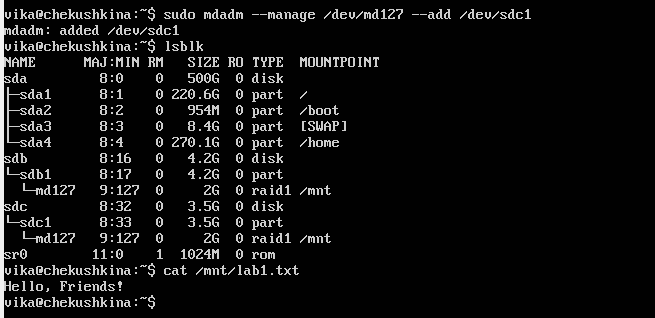 vika@chekushkina:~$ sudo mdadm --manage /dev/md127 --add /dev/sdc1
mdadm: added /dev/sdc1
vika@chekushkina:~$ lsblk
NAME      MAJ:MIN RM   SIZE RO TYPE  MOUNTPOINT
sda         8:0    0   500G  0 disk
├─sda1      8:1    0 220.6G  0 part  /
├─sda2      8:2    0   954M  0 part  /boot
├─sda3      8:3    0   8.4G  0 part  [SWAP]
└─sda4      8:4    0 270.1G  0 part  /home
sdb         8:16   0   4.2G  0 disk
└─sdb1      8:17   0   4.2G  0 part
  └─md127   9:127  0     2G  0 raid1 /mnt
sdc         8:32   0   3.5G  0 disk
└─sdc1      8:33   0   3.5G  0 part
  └─md127   9:127  0     2G  0 raid1 /mnt
sr0        11:0    1  1024M  0 rom
vika@chekushkina:~$ cat /mnt/lab1.txt
Hello, Friends!
vika@chekushkina:~$